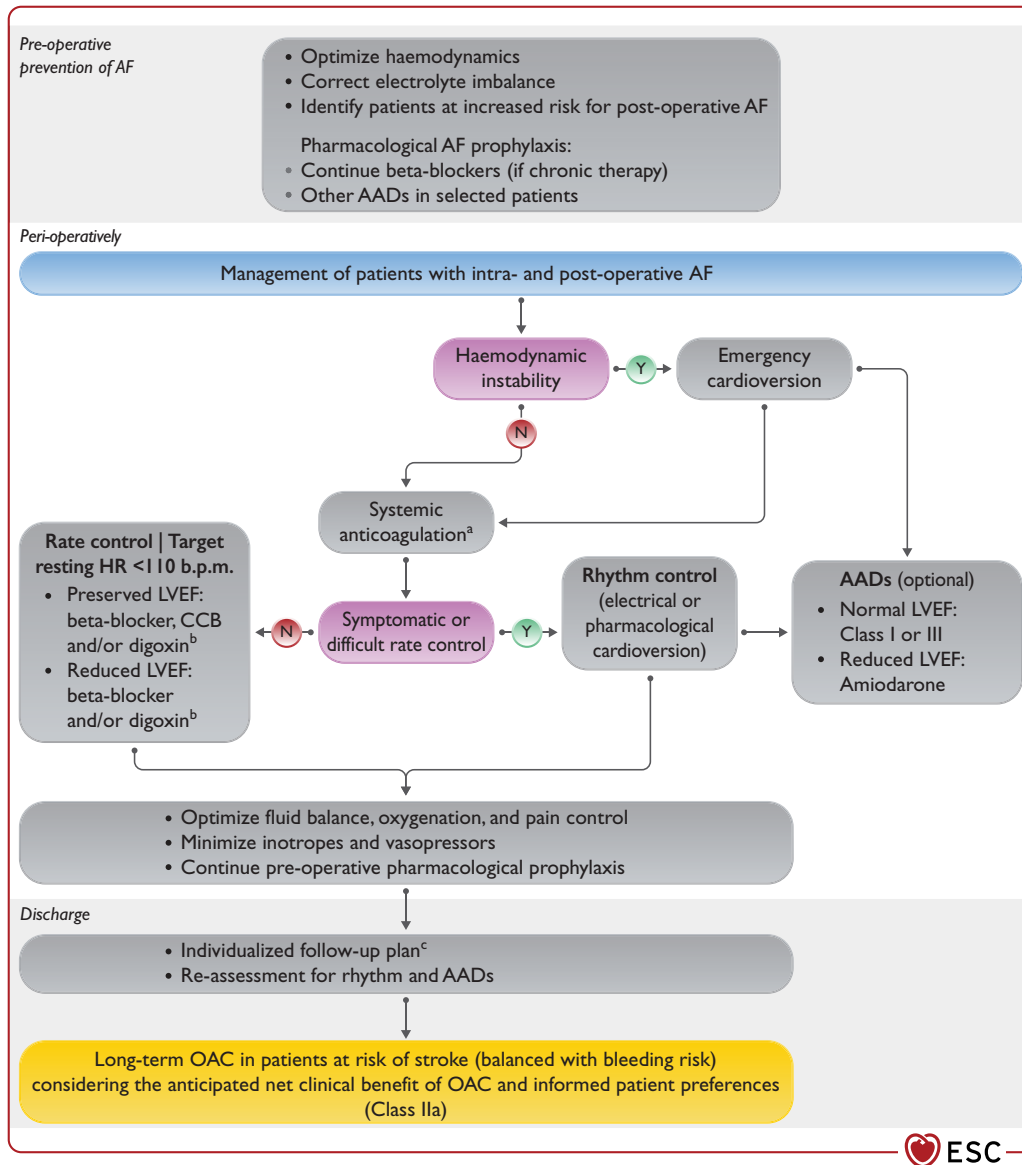 Pre-operative
prevention of AF
• Optimize haemodynamics
• Correct electrolyte imbalance
• Identify patients at increased risk for post-operative AF
Pharmacological AF prophylaxis:
• Continue beta-blockers (if chronic therapy)
• Other AADs in selected patients
Peri-operatively
Management of patients with intra- and post-operative AF
Haemodynamic
instability
Y
Emergency
cardioversion
N
Systemic
anticoagulationᵃ
Rate control | Target
resting HR <110 b.p.m.
• Preserved LVEF:
beta-blocker, CCB
and/or digoxinᵇ
• Reduced LVEF:
beta-blocker
and/or digoxinᵇ
N
Symptomatic or
difficult rate control
Y
Rhythm control
(electrical or
pharmacological
cardioversion)
AADs (optional)
• Normal LVEF:
Class I or III
• Reduced LVEF:
Amiodarone
• Optimize fluid balance, oxygenation, and pain control
• Minimize inotropes and vasopressors
• Continue pre-operative pharmacological prophylaxis
Discharge
• Individualized follow-up planᶜ
• Re-assessment for rhythm and AADs
Long-term OAC in patients at risk of stroke (balanced with bleeding risk)
considering the anticipated net clinical benefit of OAC and informed patient preferences
(Class IIa)
ESC